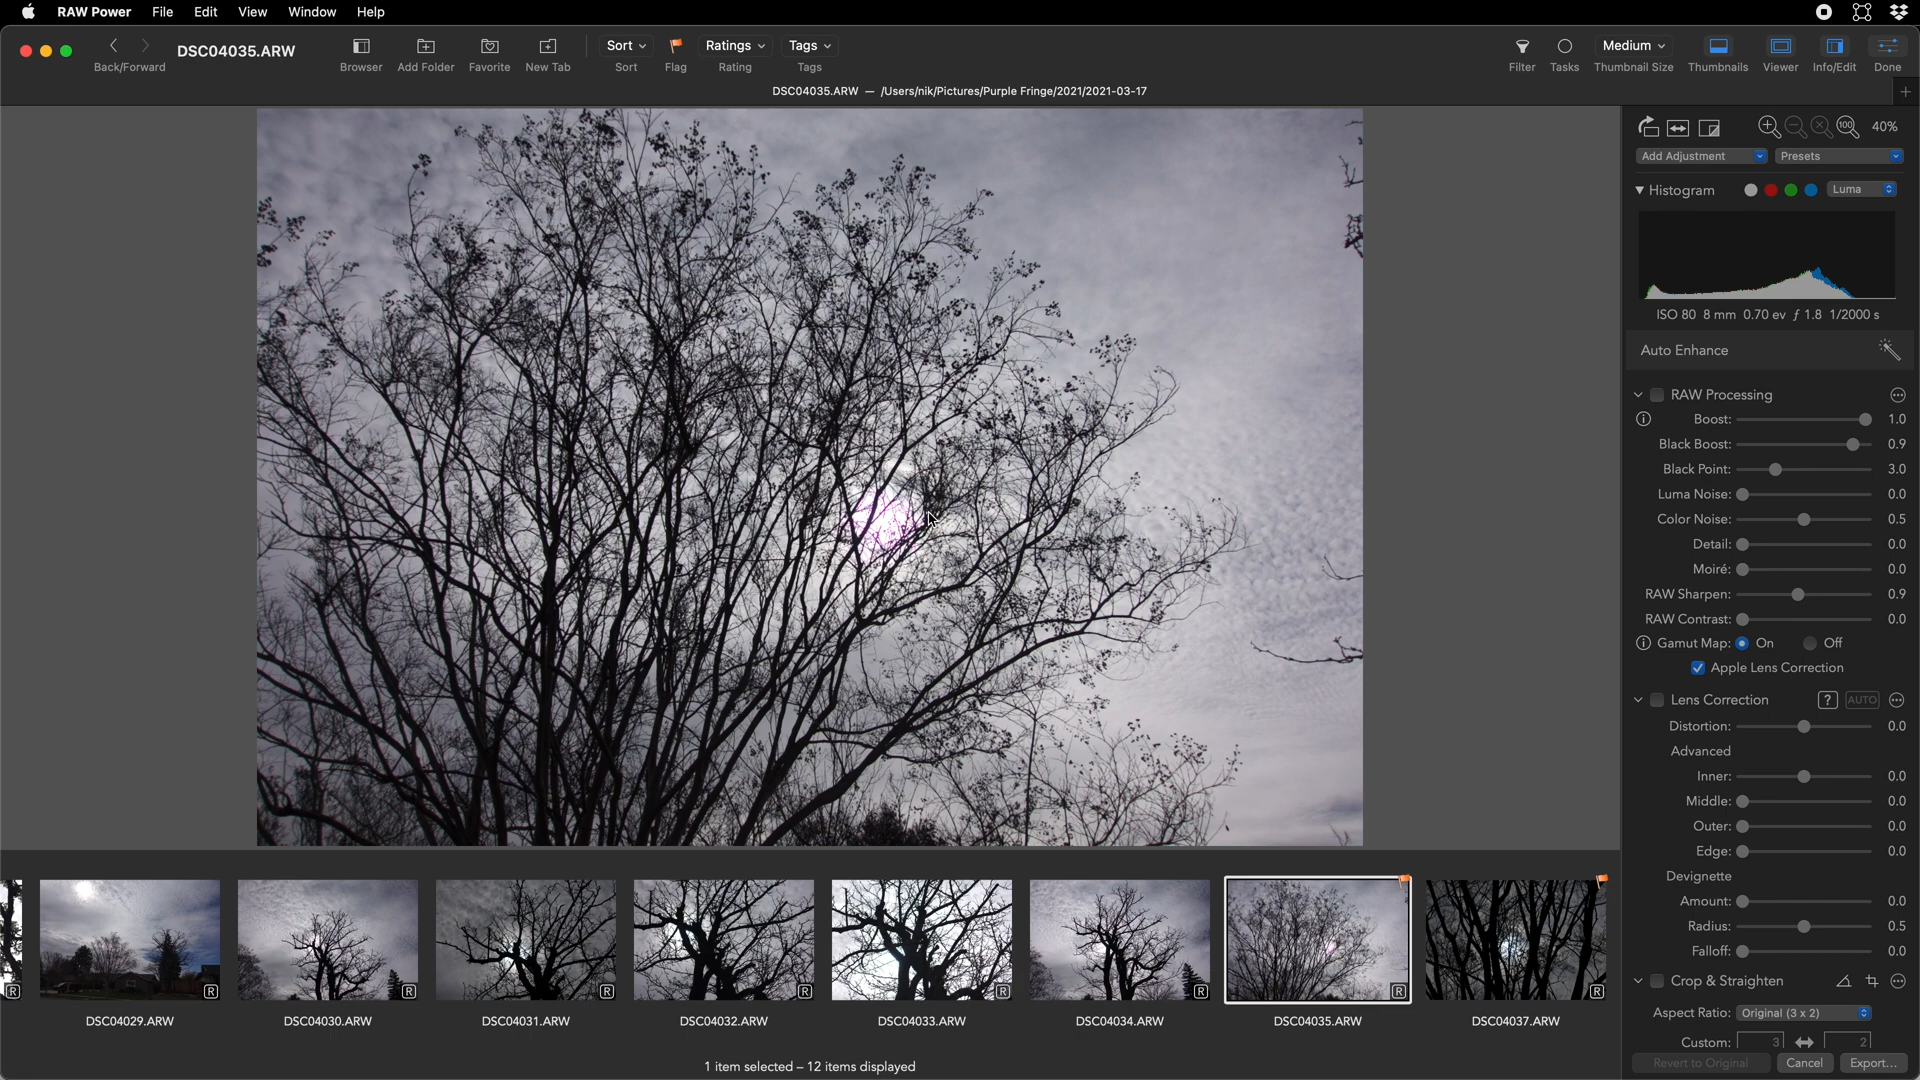 RAW Power File Edit View Window Help
DSC04035.ARW
Back/Forward
Browser
Add Folder
Favorite
New Tab
Sort
Sort
Flag
Ratings
Rating
Tags
Tags
Filter
Tasks
Medium
Thumbnail Size
Thumbnails
Viewer
Info/Edit
Done
DSC04035.ARW — /Users/nik/Pictures/Purple Fringe/2021/2021-03-17
100 40%
Add Adjustment Presets
Histogram Luma
ISO 80 8 mm 0.70 ev ƒ 1.8 1/2000 s
Auto Enhance
RAW Processing
Boost: 1.0
Black Boost: 0.9
Black Point: 3.0
Luma Noise: 0.0
Color Noise: 0.5
Detail: 0.0
Moiré: 0.0
RAW Sharpen: 0.9
RAW Contrast: 0.0
Gamut Map: On Off
Apple Lens Correction
Lens Correction ? AUTO
Distortion: 0.0
Advanced
Inner: 0.0
Middle: 0.0
Outer: 0.0
Edge: 0.0
Devignette
Amount: 0.0
Radius: 0.5
Falloff: 0.0
Crop & Straighten
Aspect Ratio: Original (3 x 2)
Custom: 3 2
Revert to Original Cancel Export...
R R R R R R R R R
DSC04029.ARW DSC04030.ARW DSC04031.ARW DSC04032.ARW DSC04033.ARW DSC04034.ARW DSC04035.ARW DSC04037.ARW
1 item selected – 12 items displayed